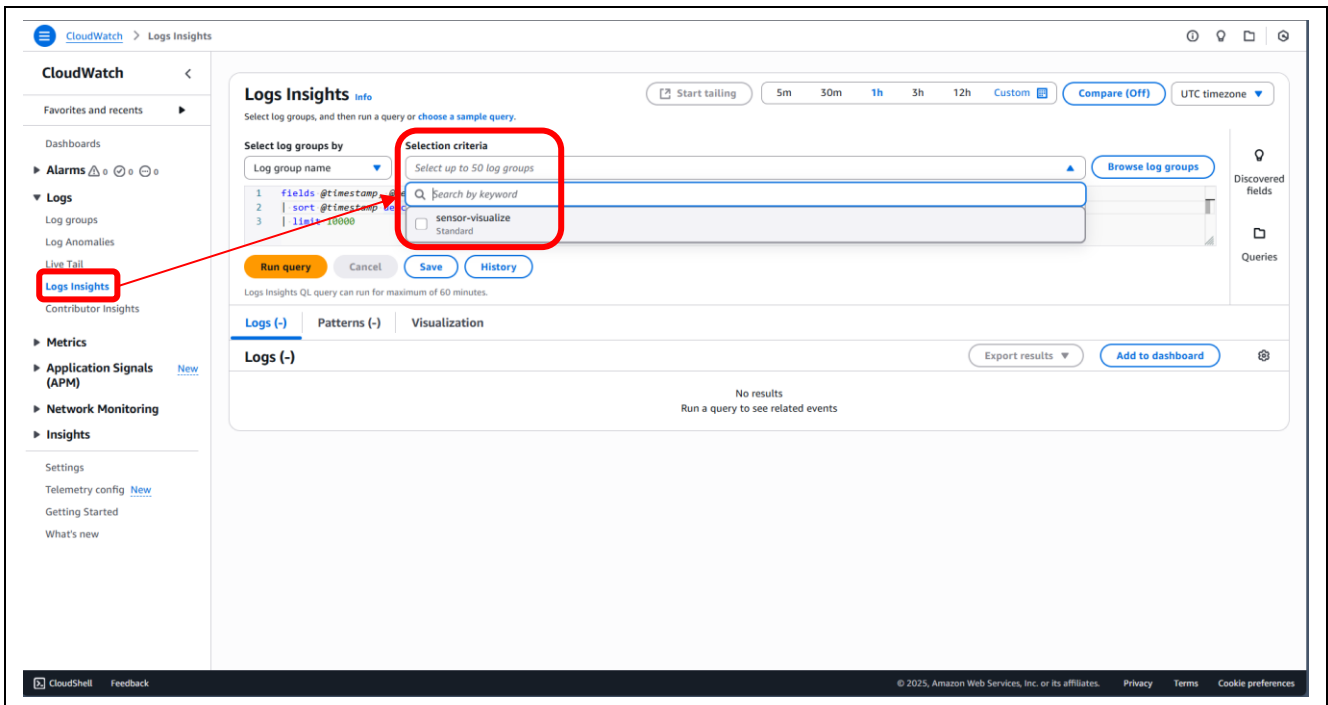 CloudWatch > Logs Insights
CloudWatch
Favorites and recents
Dashboards
Alarms 0 0 0
Logs
Log groups
Log Anomalies
Live Tail
Logs Insights
Contributor Insights
Metrics
Application Signals (APM) New
Network Monitoring
Insights
Settings
Telemetry config New
Getting Started
What's new
Logs Insights Info
Start tailing
5m 30m 1h 3h 12h Custom
Compare (Off)
UTC timezone
Select log groups, and then run a query or choose a sample query.
Select log groups by
Log group name
Selection criteria
Select up to 50 log groups
Browse log groups
Search by keyword
sensor-visualize
Standard
1 fields @timestamp,
2 | sort @timestamp desc
3 | limit 10000
Run query Cancel Save History
Logs Insights QL query can run for maximum of 60 minutes.
Discovered
fields
Queries
Logs (-) Patterns (-) Visualization
Logs (-)
Export results Add to dashboard
No results
Run a query to see related events
CloudShell Feedback
© 2025, Amazon Web Services, Inc. or its affiliates. Privacy Terms Cookie preferences